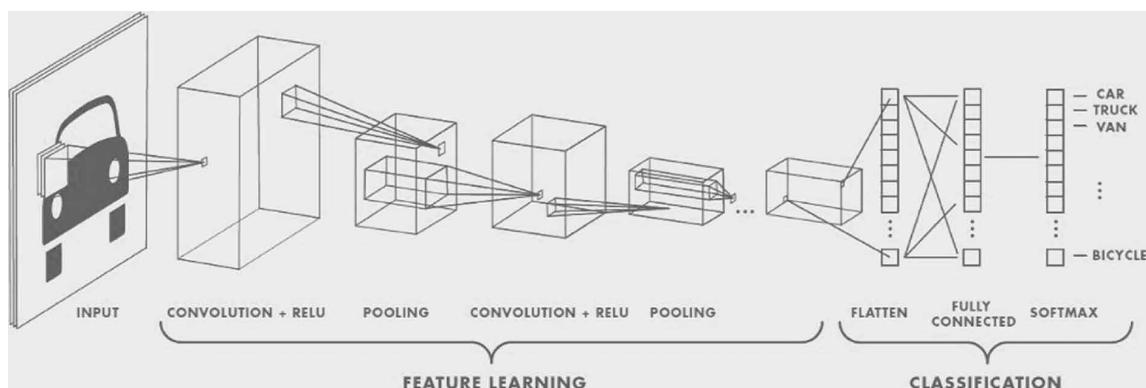 CAR
TRUCK
VAN
BICYCLE
INPUT
CONVOLUTION + RELU
POOLING
CONVOLUTION + RELU
POOLING
FLATTEN
FULLY
CONNECTED
SOFTMAX
FEATURE LEARNING
CLASSIFICATION